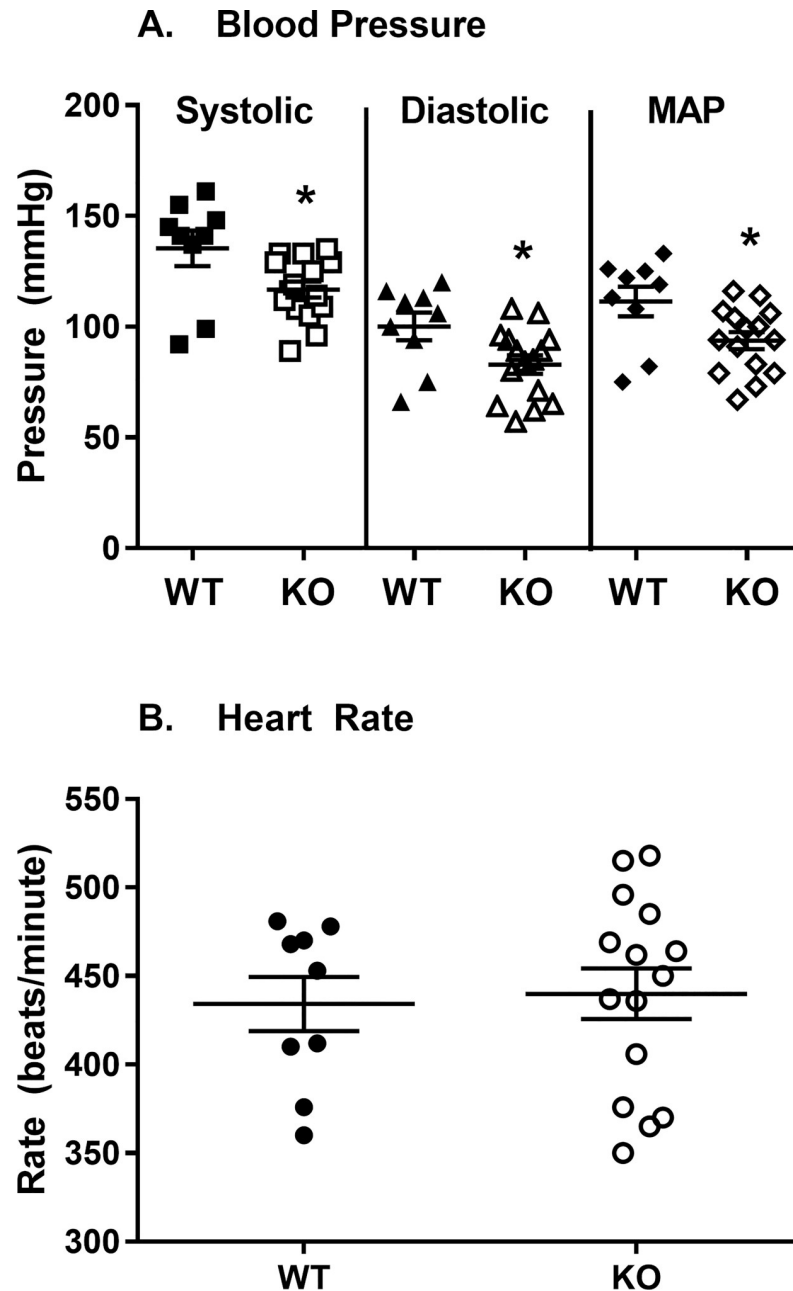 A. Blood Pressure
Systolic Diastolic MAP
200
150
100
50
0
Pressure (mmHg)
* * *
WT KO WT KO WT KO
B. Heart Rate
550
500
450
400
350
300
Rate (beats/minute)
WT KO